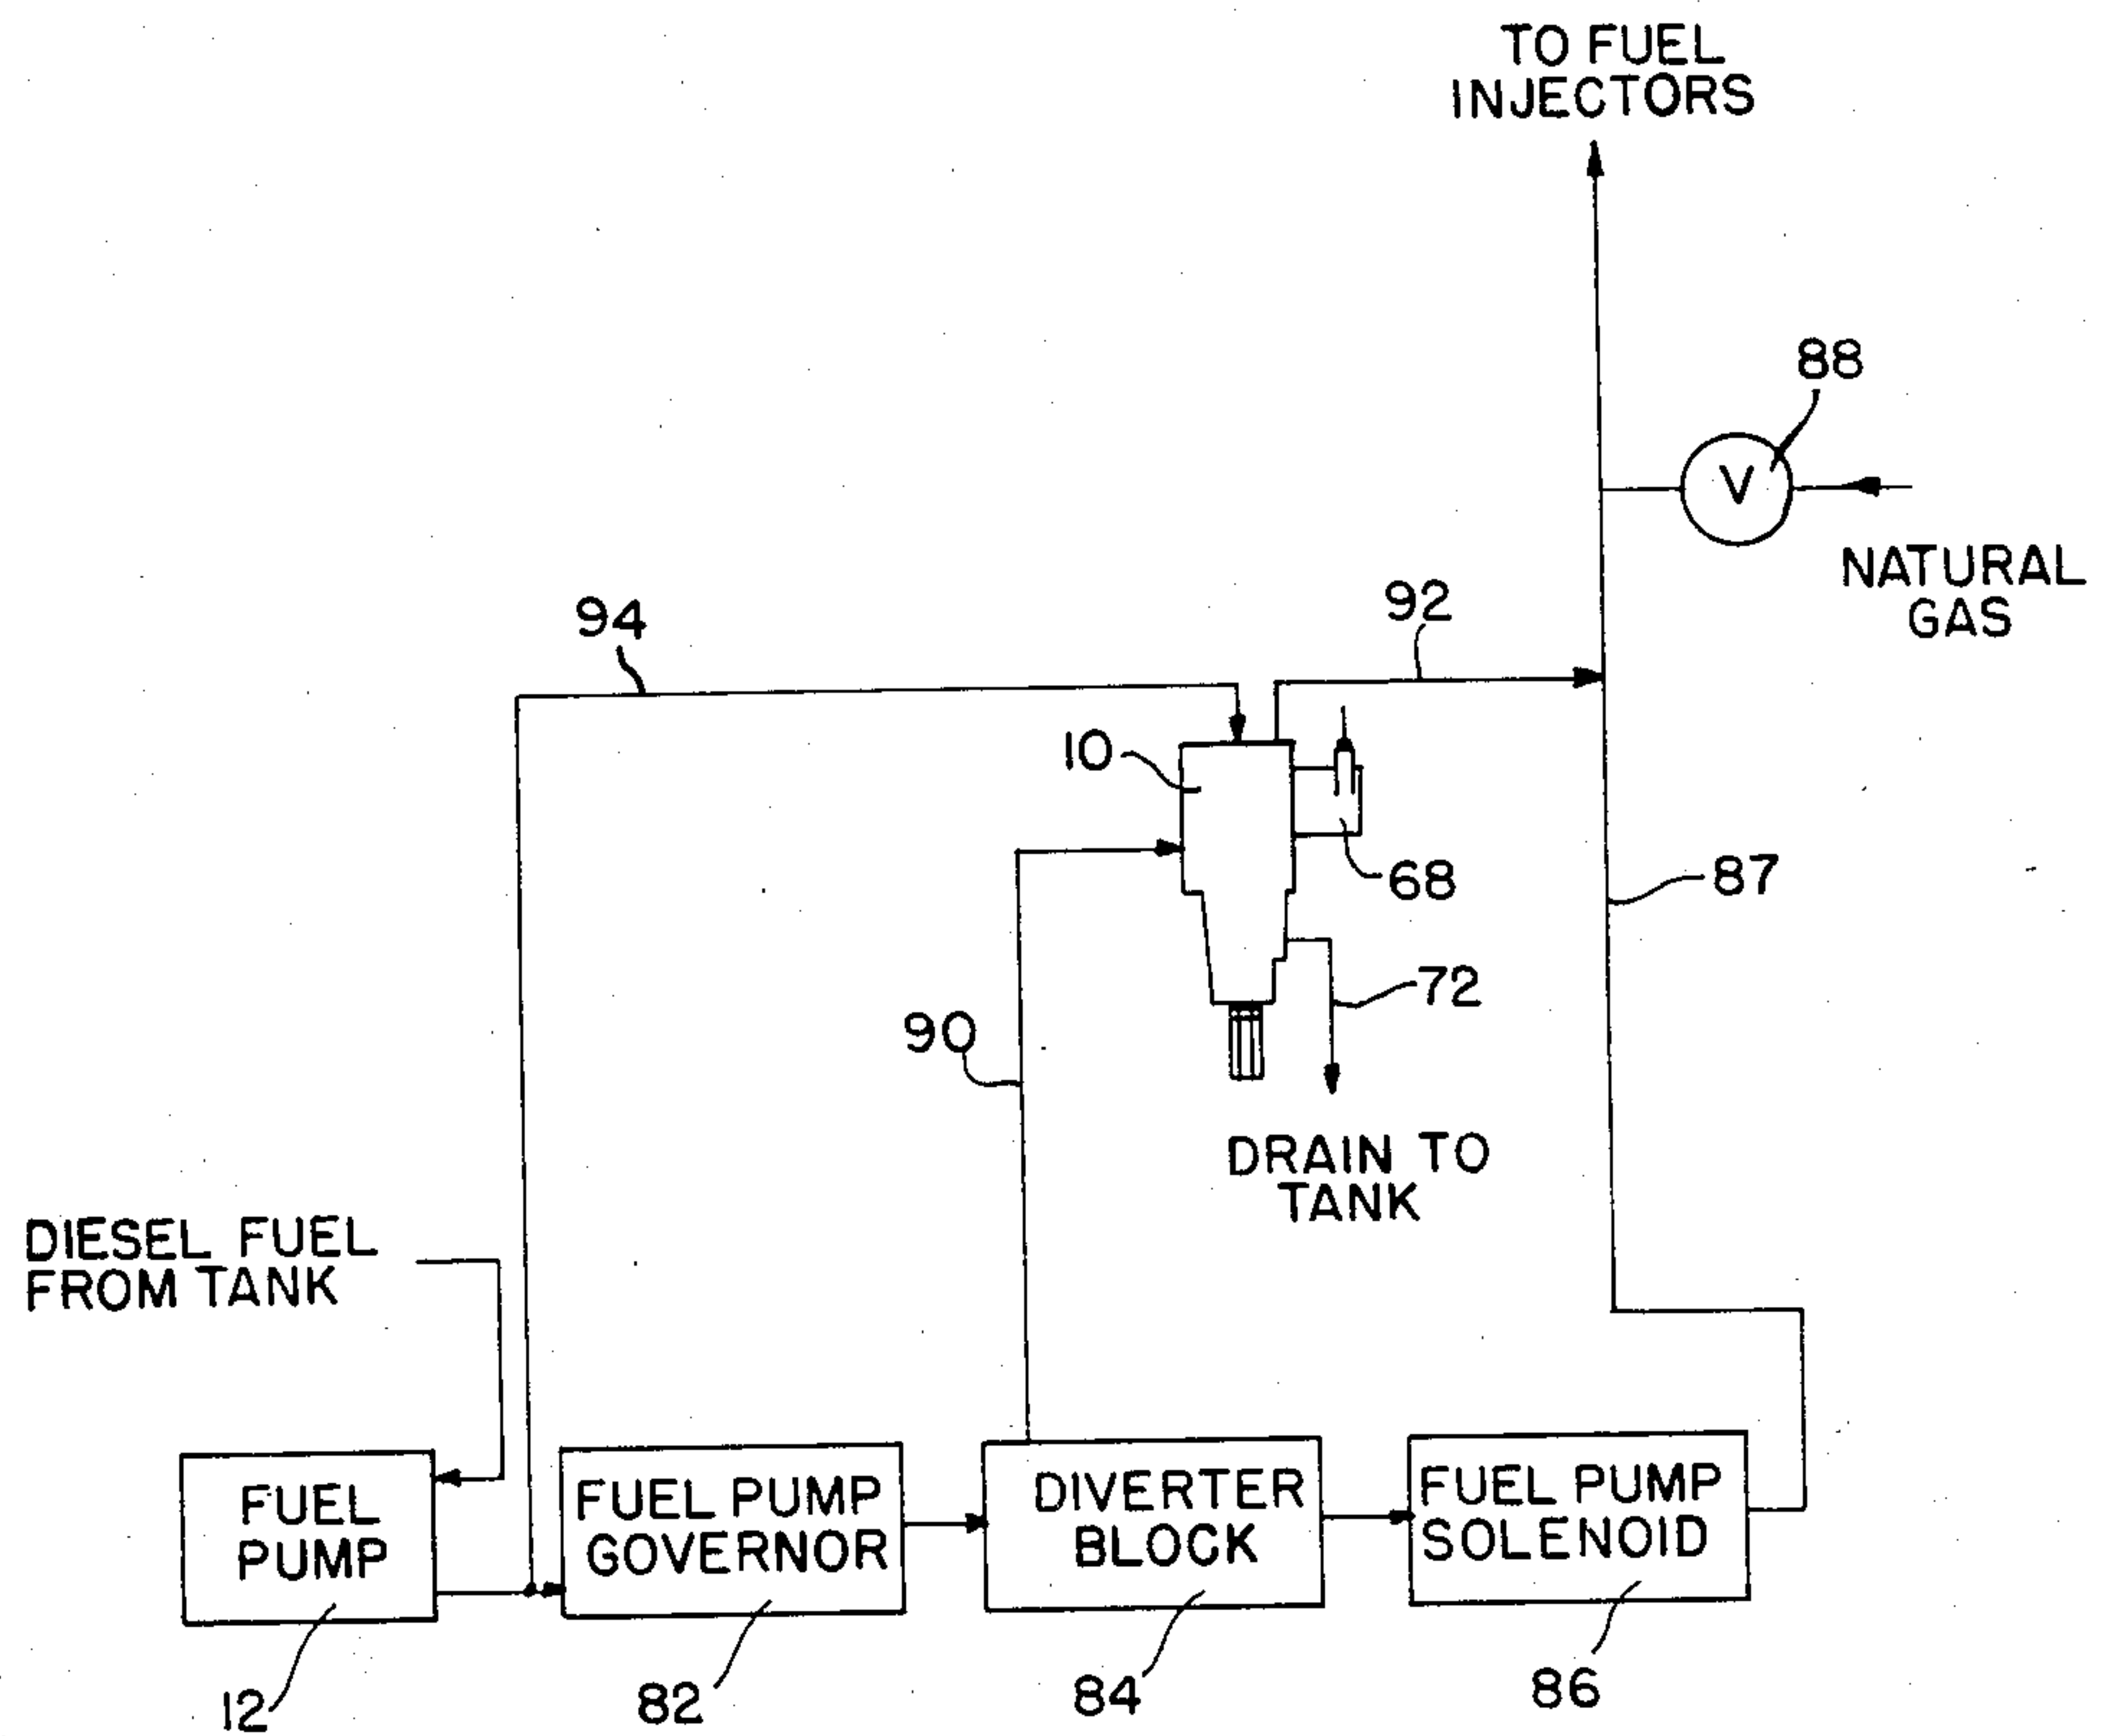 TO FUEL
INJECTORS
88
V
NATURAL
GAS
94
92
10
68
87
72
90
DRAIN TO
TANK
DIESEL FUEL
FROM TANK
FUEL
PUMP
FUEL PUMP
GOVERNOR
DIVERTER
BLOCK
FUEL PUMP
SOLENOID
12
82
84
86